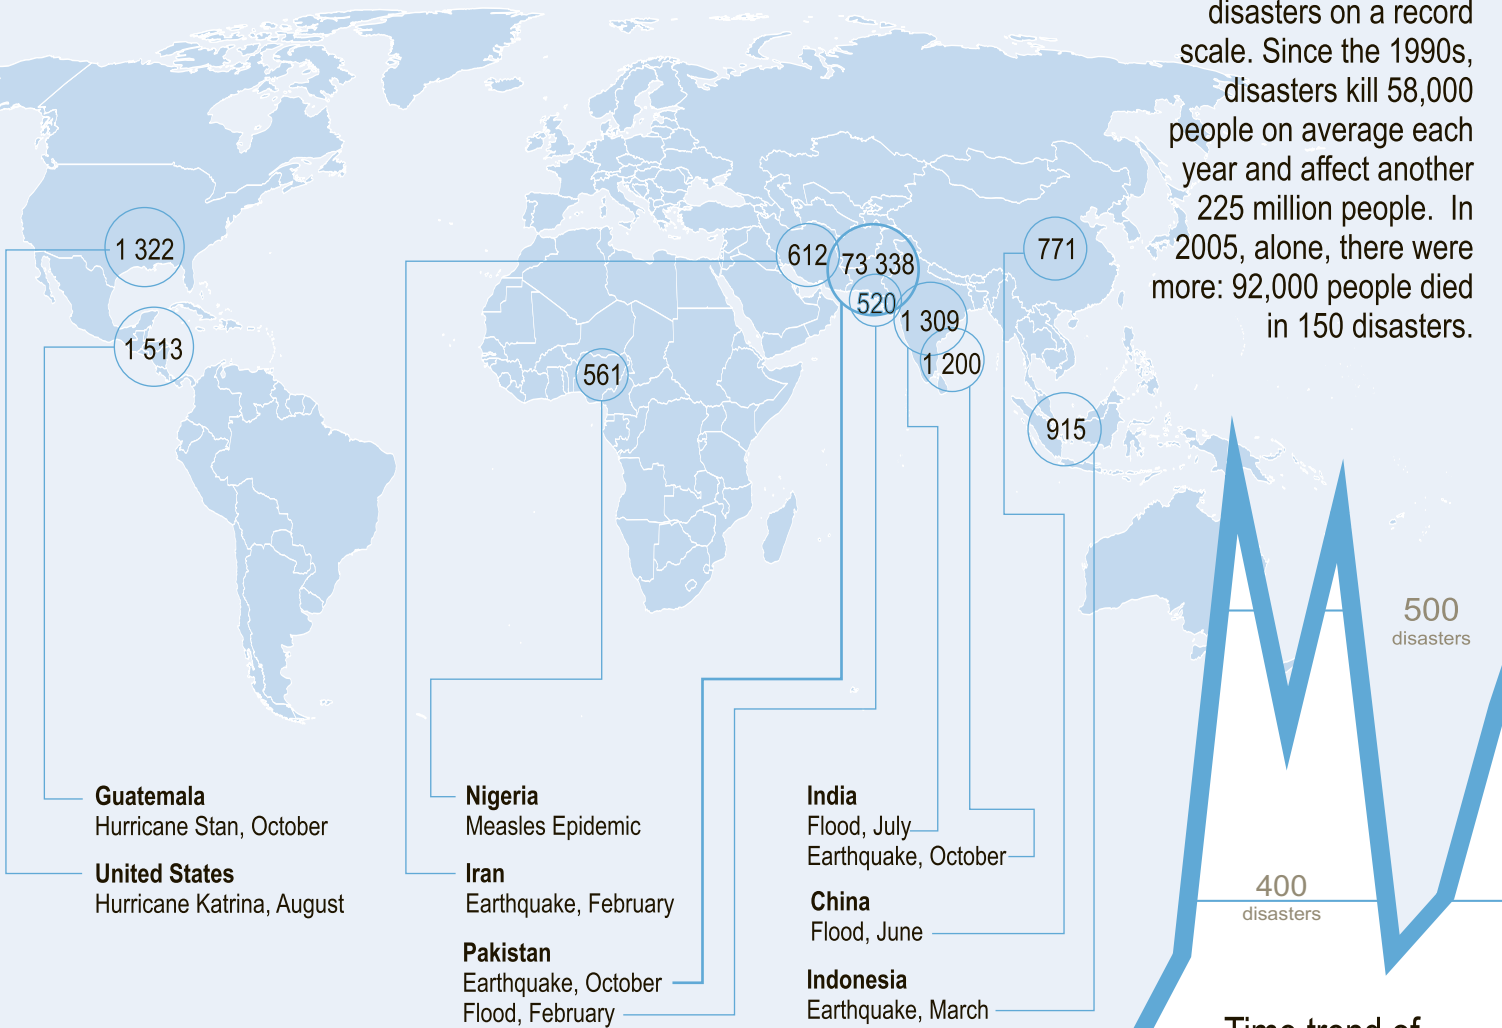 disasters on a record
scale. Since the 1990s,
disasters kill 58,000
people on average each
year and affect another
225 million people. In
2005, alone, there were
more: 92,000 people died
in 150 disasters.
1 322
1 513
561
612
73 338
520
1 309
1 200
771
915
500
disasters
400
disasters
Guatemala
Hurricane Stan, October
United States
Hurricane Katrina, August
Nigeria
Measles Epidemic
Iran
Earthquake, February
Pakistan
Earthquake, October
Flood, February
India
Flood, July
Earthquake, October
China
Flood, June
Indonesia
Earthquake, March
Time trend of